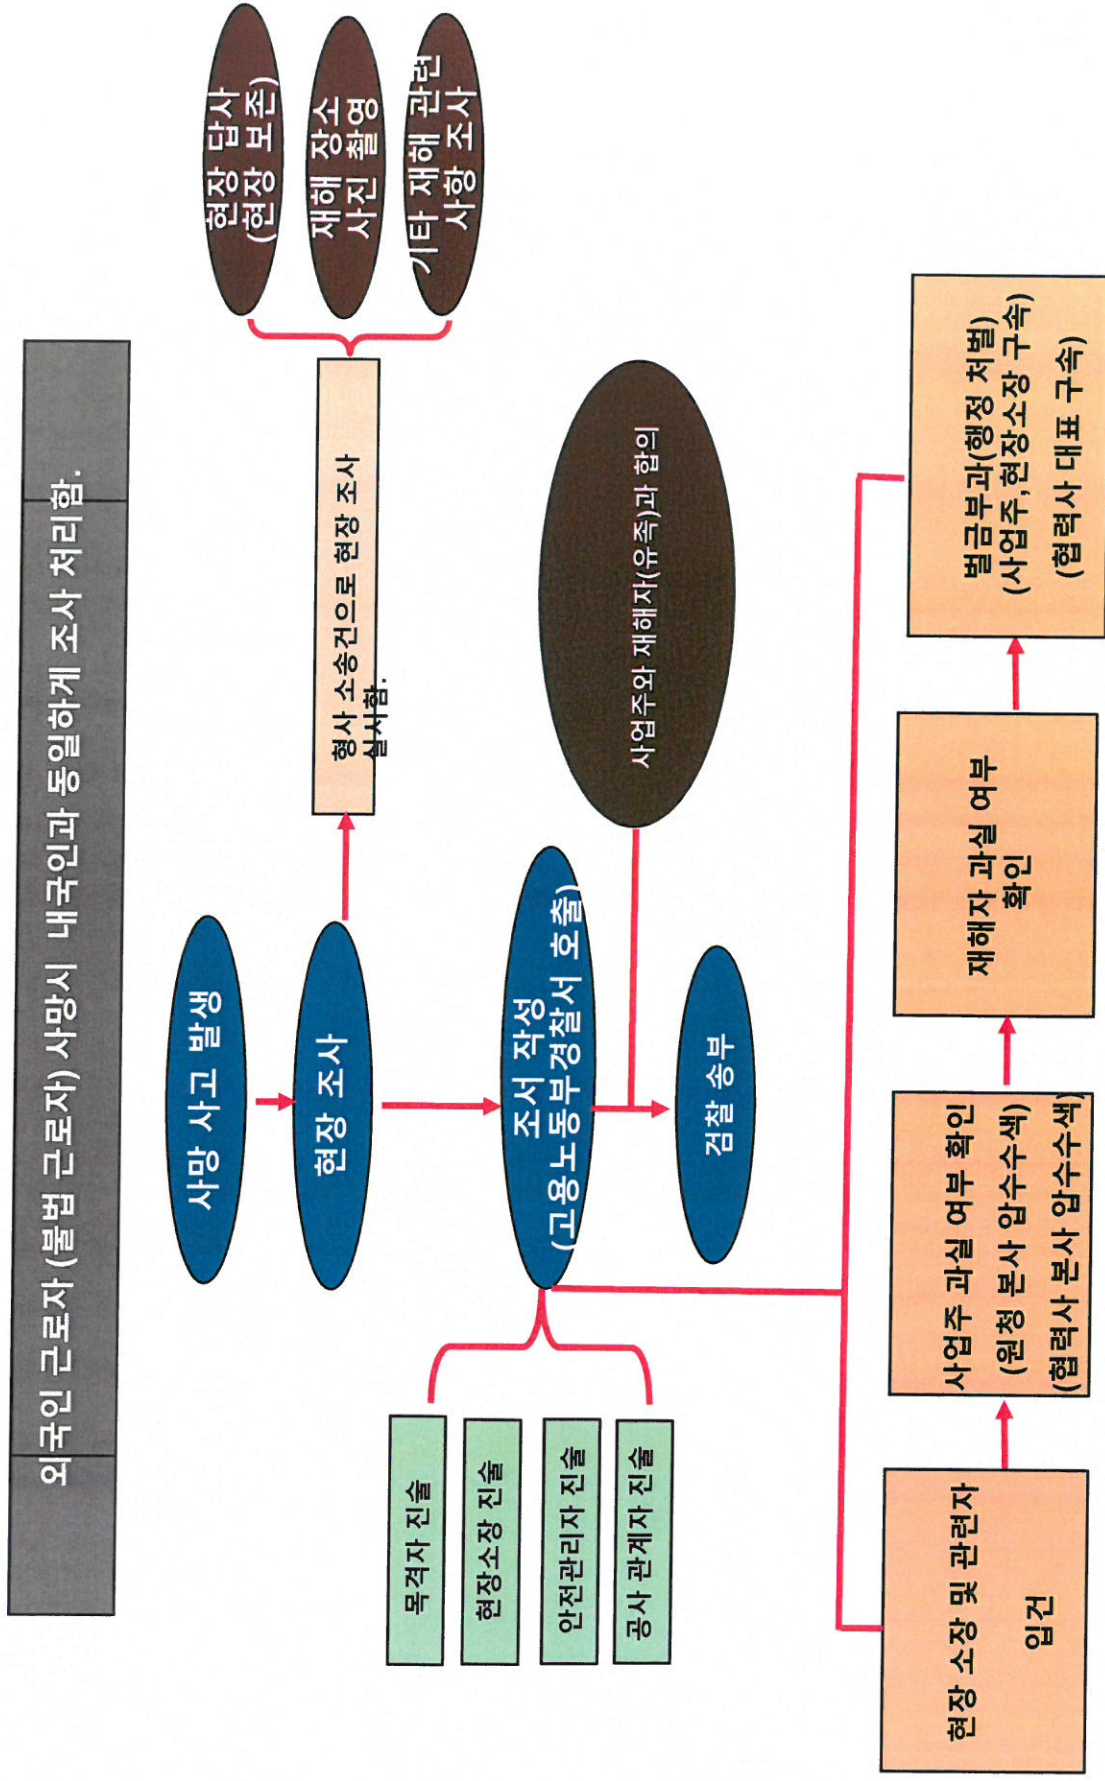 외국인 근로자(불법 근로자) 사망시 내국인과 동일하게 조사 처리함.
사망 사고 발생
현장 조사
형사 소송건으로 현장 조사
실시함.
현장 답사
(현장 보존)
재해 장소
사진 촬영
기타 재해 관련
사항 조사
목격자 진술
현장소장 진술
안전관리자 진술
공사 관계자 진술
조서 작성
(고용노동부경찰서 호출)
사업주와 재해자(유족)과 합의
검찰 송부
현장 소장 및 관련자
입건
사업주 과실 여부 확인
(원청 본사 압수수색)
(협력사 본사 압수수색)
재해자 과실 여부
확인
벌금부과(행정 처벌)
(사업주,현장소장 구속)
(협력사 대표 구속)